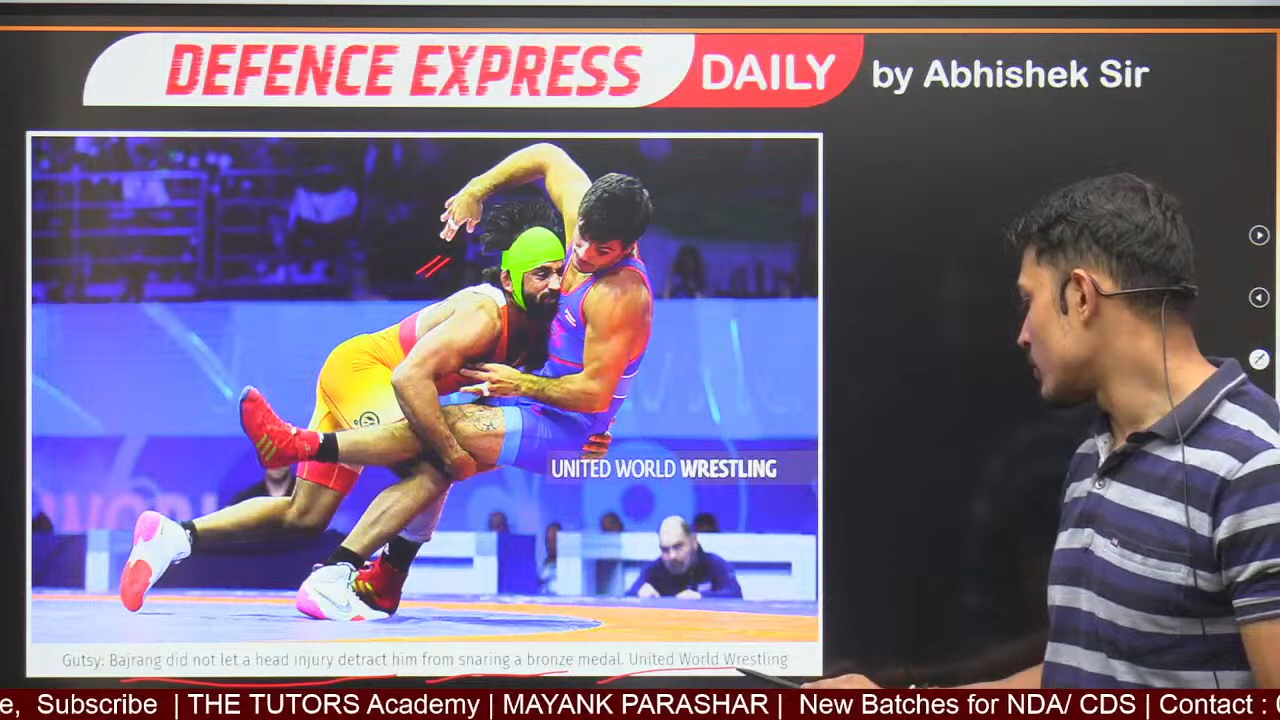 DEFENCE EXPRESS DAILY by Abhishek Sir
UNITED WORLD WRESTLING
Gutsy: Bajrang did not let a head injury detract him from snaring a bronze medal. United World Wrestling
e, Subscribe | THE TUTORS Academy | MAYANK PARASHAR | New Batches for NDA/ CDS | Contact :